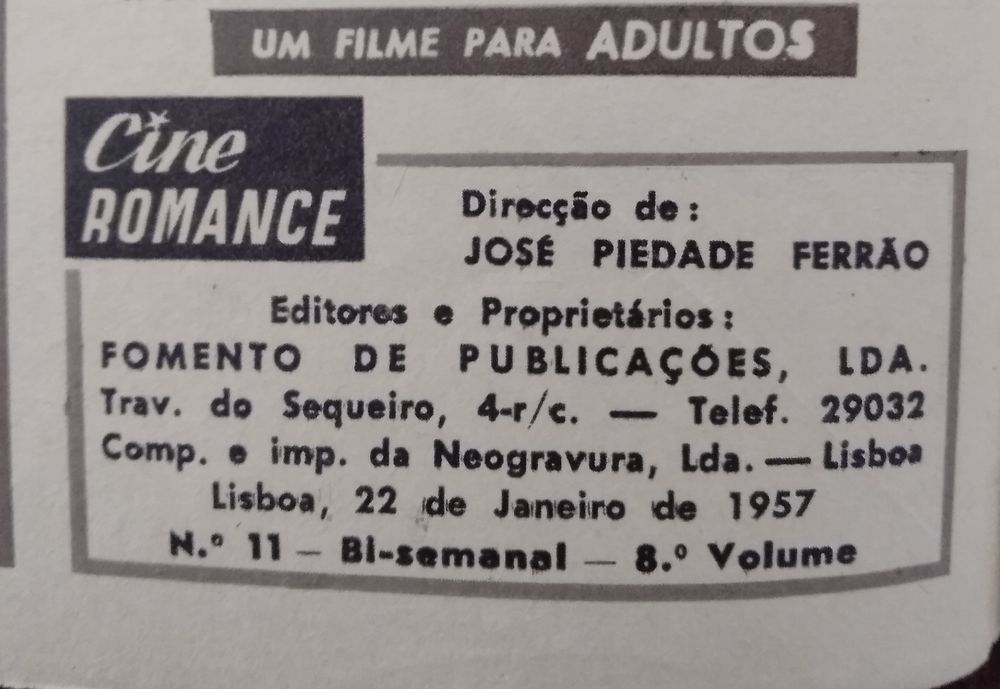 UM FILME PARA ADULTOS
Cine
ROMANCE
Direcção de:
JOSÉ PIEDADE FERRÃO
Editores e Proprietários:
FOMENTO DE PUBLICAÇÕES, LDA.
Trav. do Sequeiro, 4-r/c. — Telef. 29032
Comp. e imp. da Neogravura, Lda. — Lisboa
Lisboa, 22 de Janeiro de 1957
N.º 11 — Bi-semanal — 8.º Volume